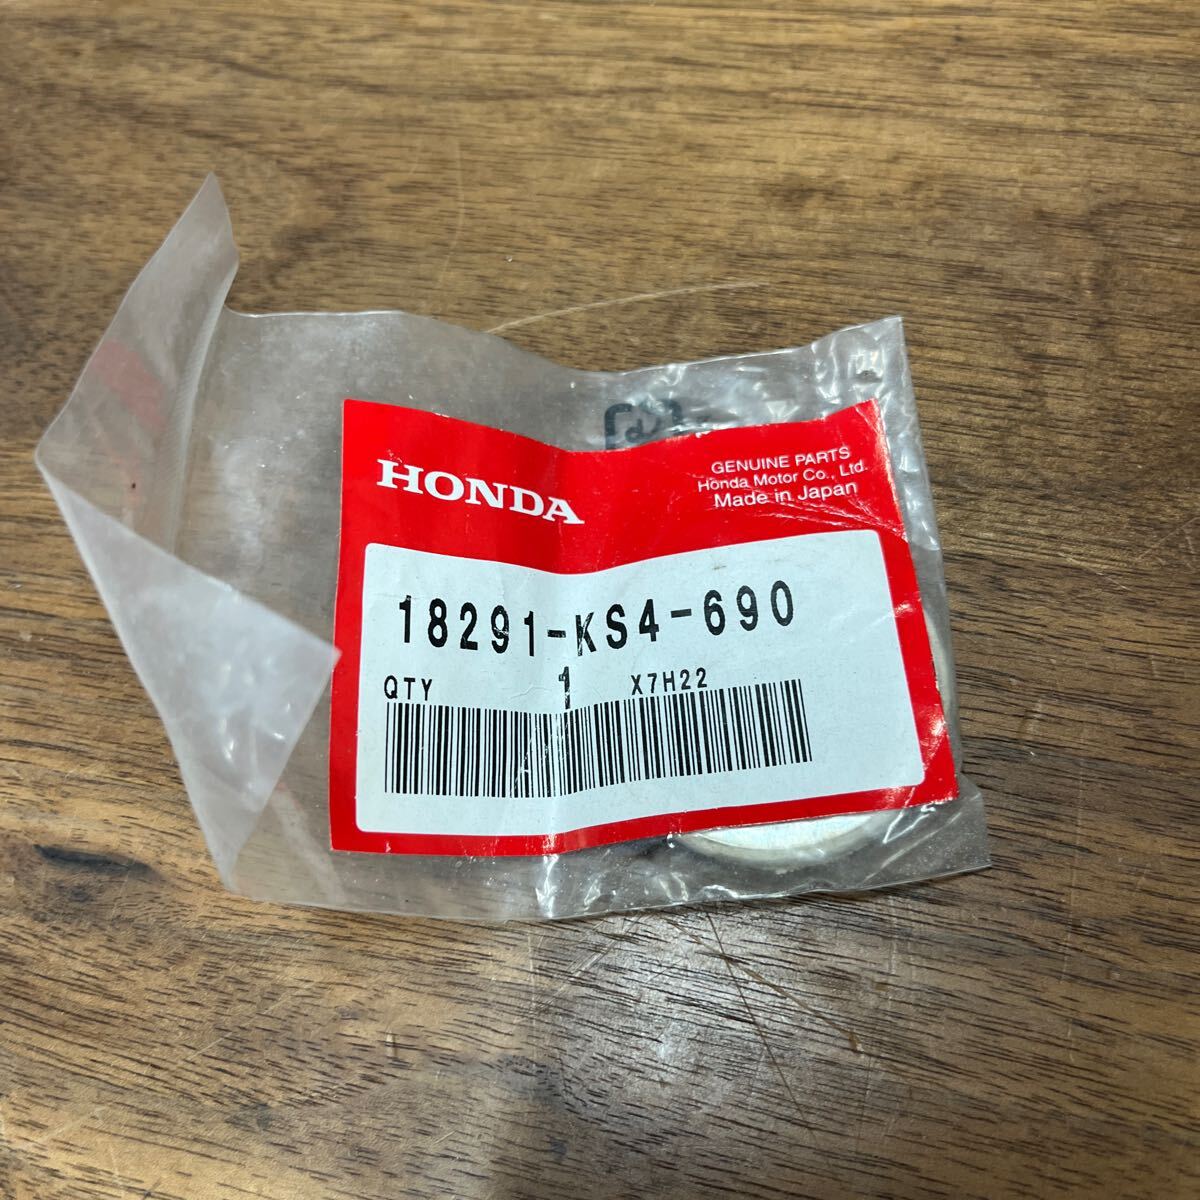 HONDA
GENUINE PARTS
Honda Motor Co., Ltd.
Made in Japan
18291-KS4-690
QTY 1 X7H22